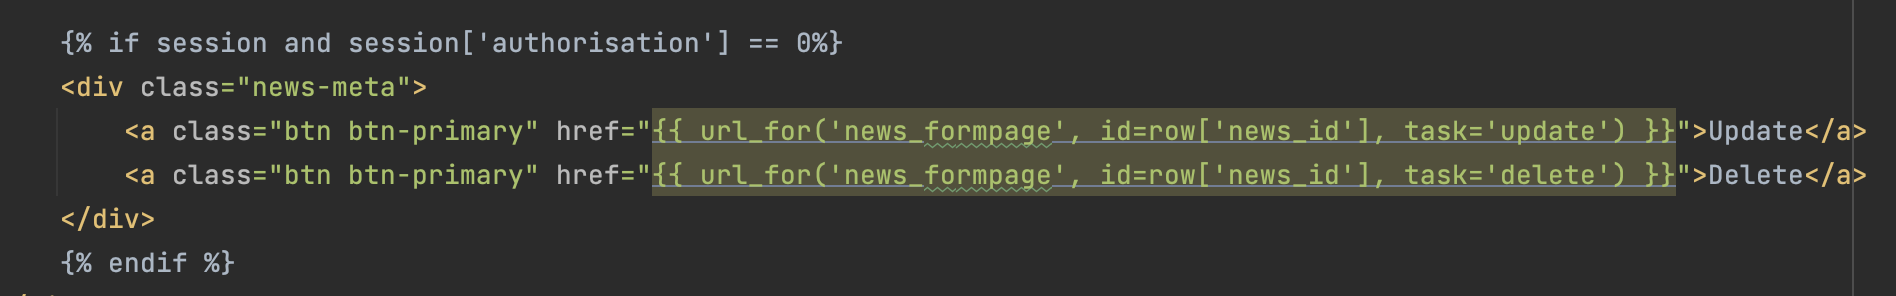 {% if session and session['authorisation'] == 0%}
<div class="news-meta">
<a class="btn btn-primary" href="{{ url_for('news_formpage', id=row['news_id'], task='update') }}">Update</a>
<a class="btn btn-primary" href="{{ url_for('news_formpage', id=row['news_id'], task='delete') }}">Delete</a>
</div>
{% endif %}